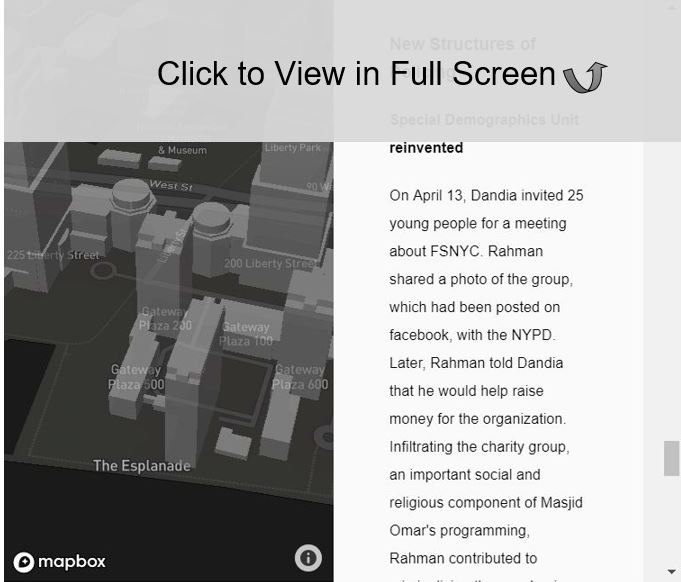 New Structures of
Click to View in Full Screen
Special Demographics Unit
reinvented
& Museum
Liberty Park
West St
90 We
Liberty St
225 Liberty Street
200 Liberty Street
Gateway
Plaza 200
Gateway
Plaza 100
Gateway
Plaza 500
Gateway
Plaza 600
The Esplanade
mapbox
On April 13, Dandia invited 25
young people for a meeting
about FSNYC. Rahman
shared a photo of the group,
which had been posted on
facebook, with the NYPD.
Later, Rahman told Dandia
that he would help raise
money for the organization.
Infiltrating the charity group,
an important social and
religious component of Masjid
Omar's programming,
Rahman contributed to